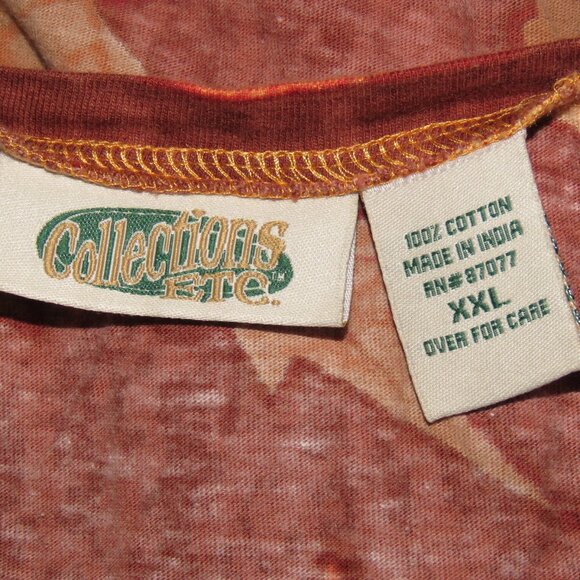 Collections
Etc.
100% COTTON
MADE IN INDIA
RN# 87077
XXL
OVER FOR CARE